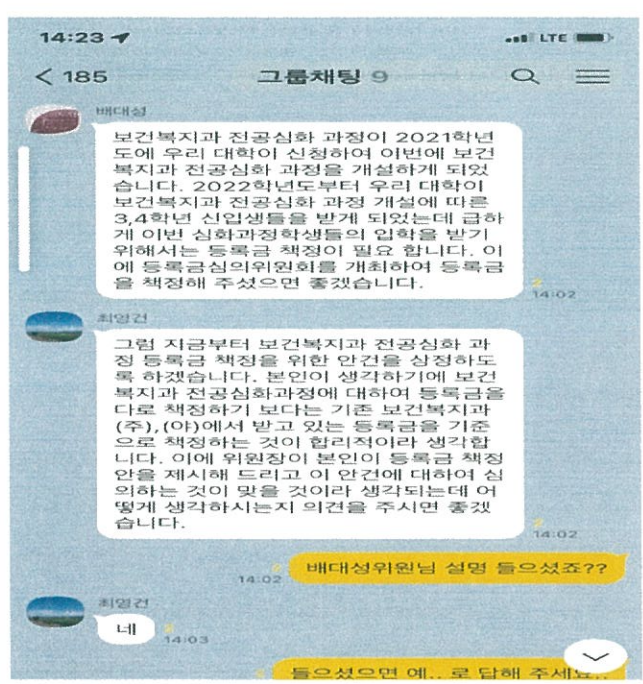 14:23 LTE
< 185 그룹채팅 9
배대성
보건복지과 전공심화 과정이 2021학년
도에 우리 대학이 신청하여 이번에 보건
복지과 전공심화 과정을 개설하게 되었
습니다. 2022학년도부터 우리 대학이
보건복지과 전공심화 과정 개설에 따른
3,4학년 신입생들을 받게 되었는데 급하
게 이번 심화과정학생들의 입학을 받기
위해서는 등록금 책정이 필요 합니다. 이
에 등록금심의위원회를 개최하여 등록금
을 책정해 주셨으면 좋겠습니다.
2
14:02
최영건
그럼 지금부터 보건복지과 전공심화 과
정 등록금 책정을 위한 안건을 상정하도
록 하겠습니다. 본인이 생각하기에 보건
복지과 전공심화과정에 대하여 등록금을
다로 책정하기 보다는 기존 보건복지과
(주),(야)에서 받고 있는 등록금을 기준
으로 책정하는 것이 합리적이라 생각합
니다. 이에 위원장이 본인이 등록금 책정
안을 제시해 드리고 이 안건에 대하여 심
의하는 것이 맞을 것이라 생각되는데 어
떻게 생각하시는지 의견을 주시면 좋겠
습니다.
2
14:02
배대성위원님 설명 들으셨죠??
2
14:02
최영건
네
2
14:03
들으셨으면 예.. 로 답해 주세요..